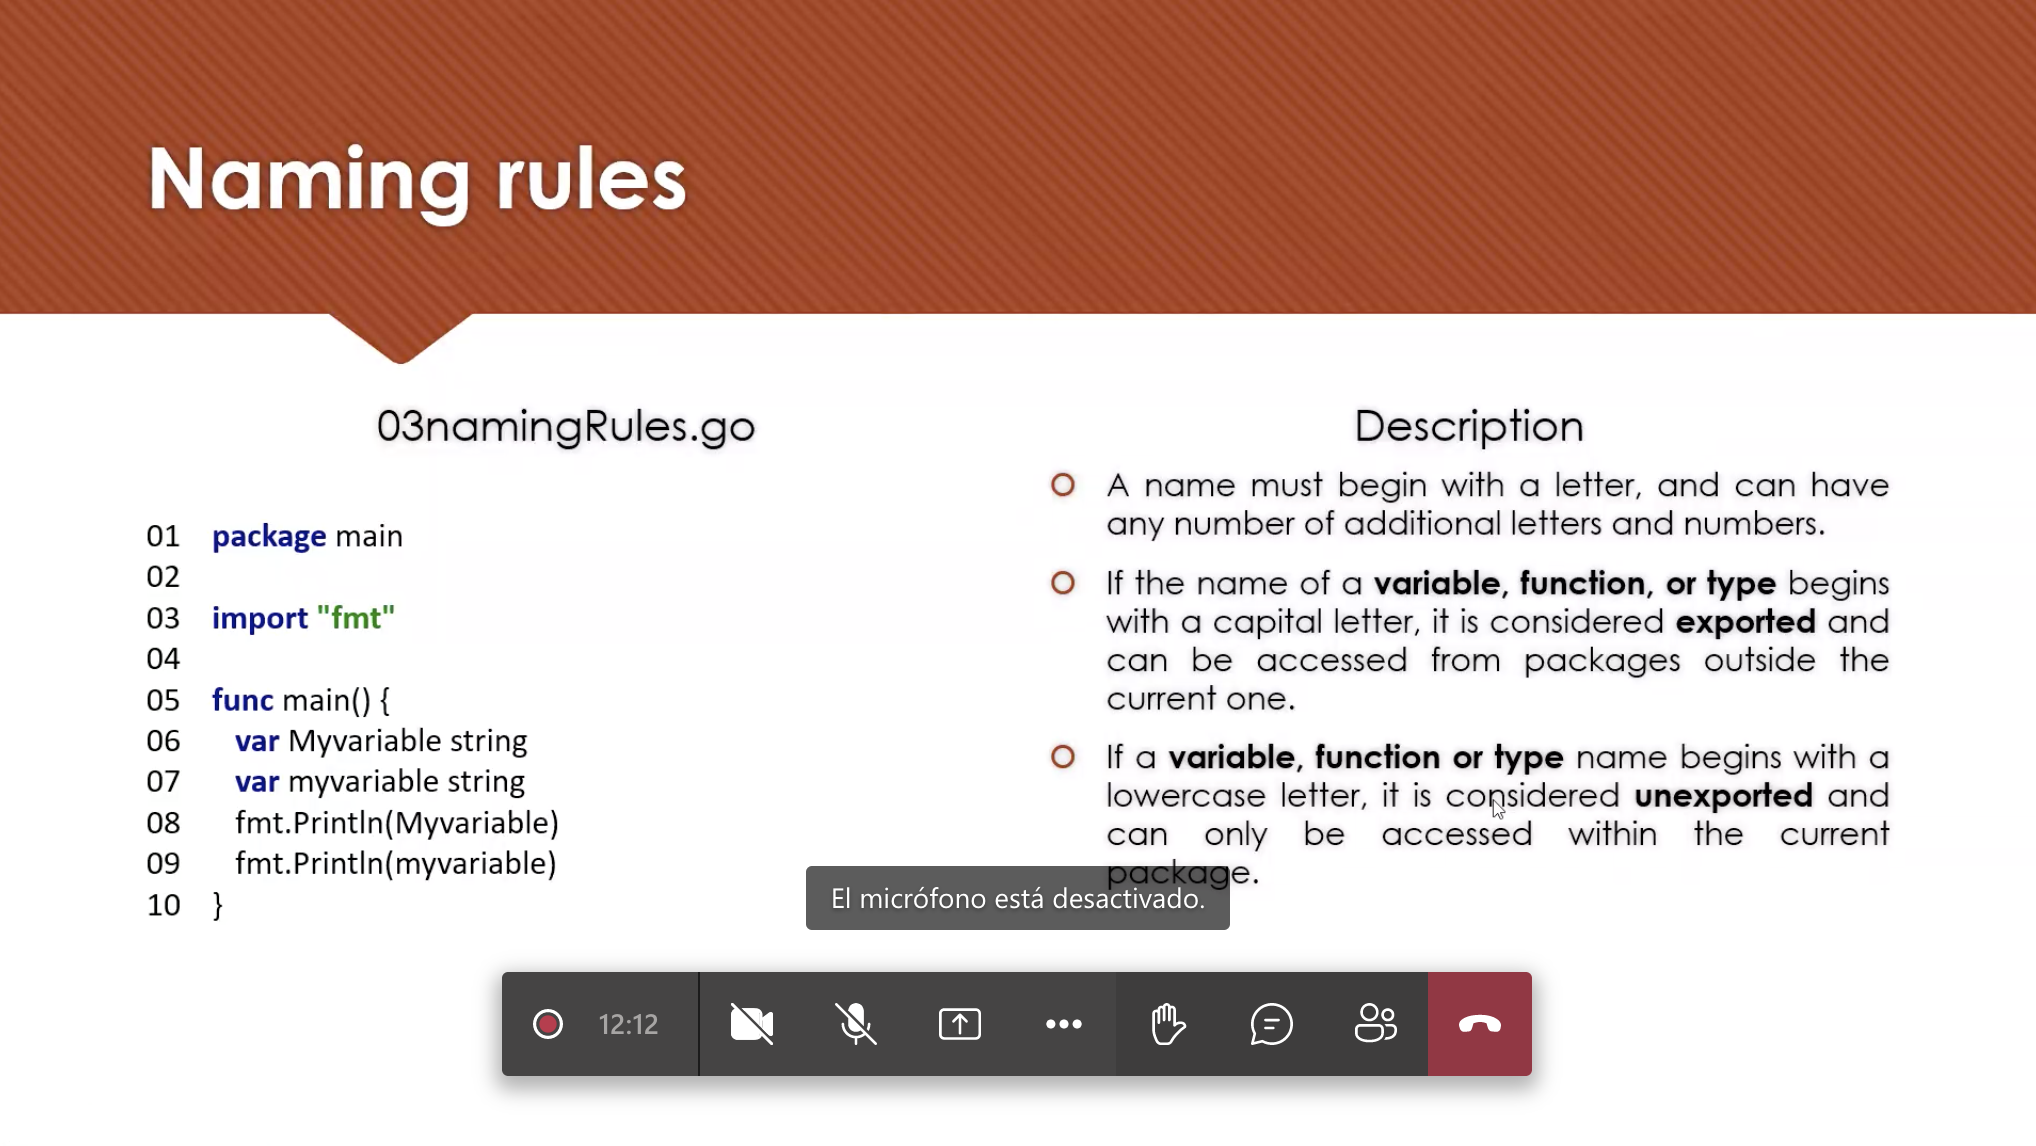 Naming rules
03namingRules.go
01 package main
02
03 import "fmt"
04
05 func main() {
06 var Myvariable string
07 var myvariable string
08 fmt.Println(Myvariable)
09 fmt.Println(myvariable)
10 }
Description
A name must begin with a letter, and can have
any number of additional letters and numbers.
If the name of a variable, function, or type begins
with a capital letter, it is considered exported and
can be accessed from packages outside the
current one.
If a variable, function or type name begins with a
lowercase letter, it is considered unexported and
can only be accessed within the current
package.
El micrófono está desactivado.
12:12